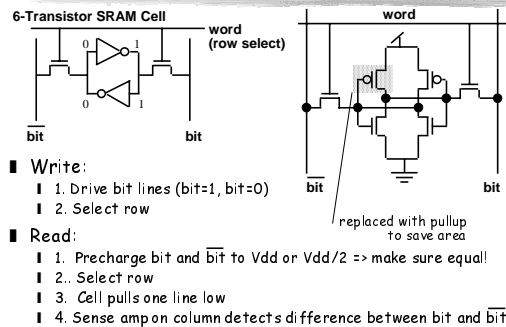 6-Transistor SRAM Cell
word
(row select)
0 1
0 1
bit
bit
word
bit
bit
replaced with pullup
to save area
Write:
1. Drive bit lines (bit=1, bit=0)
2. Select row
Read:
1. Precharge bit and bit to Vdd or Vdd/2 => make sure equal!
2.. Select row
3. Cell pulls one line low
4. Sense amp on column detects difference between bit and bit